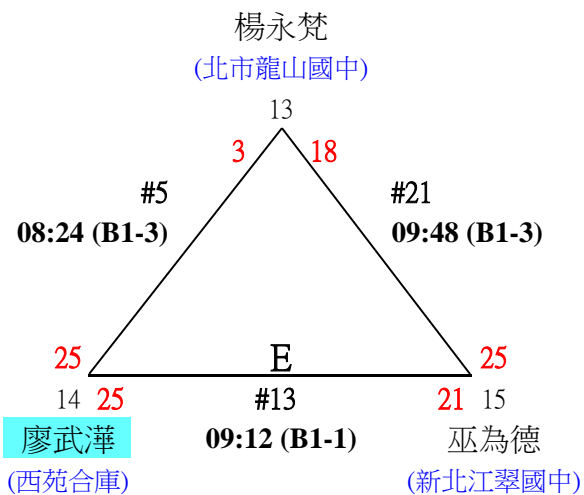 楊永梵
(北市龍山國中)
13
3 18
#5 #21
08:24 (B1-3) 09:48 (B1-3)
25 E 25
14 25 #13 21 15
廖武澕 09:12 (B1-1) 巫為德
(西苑合庫) (新北江翠國中)